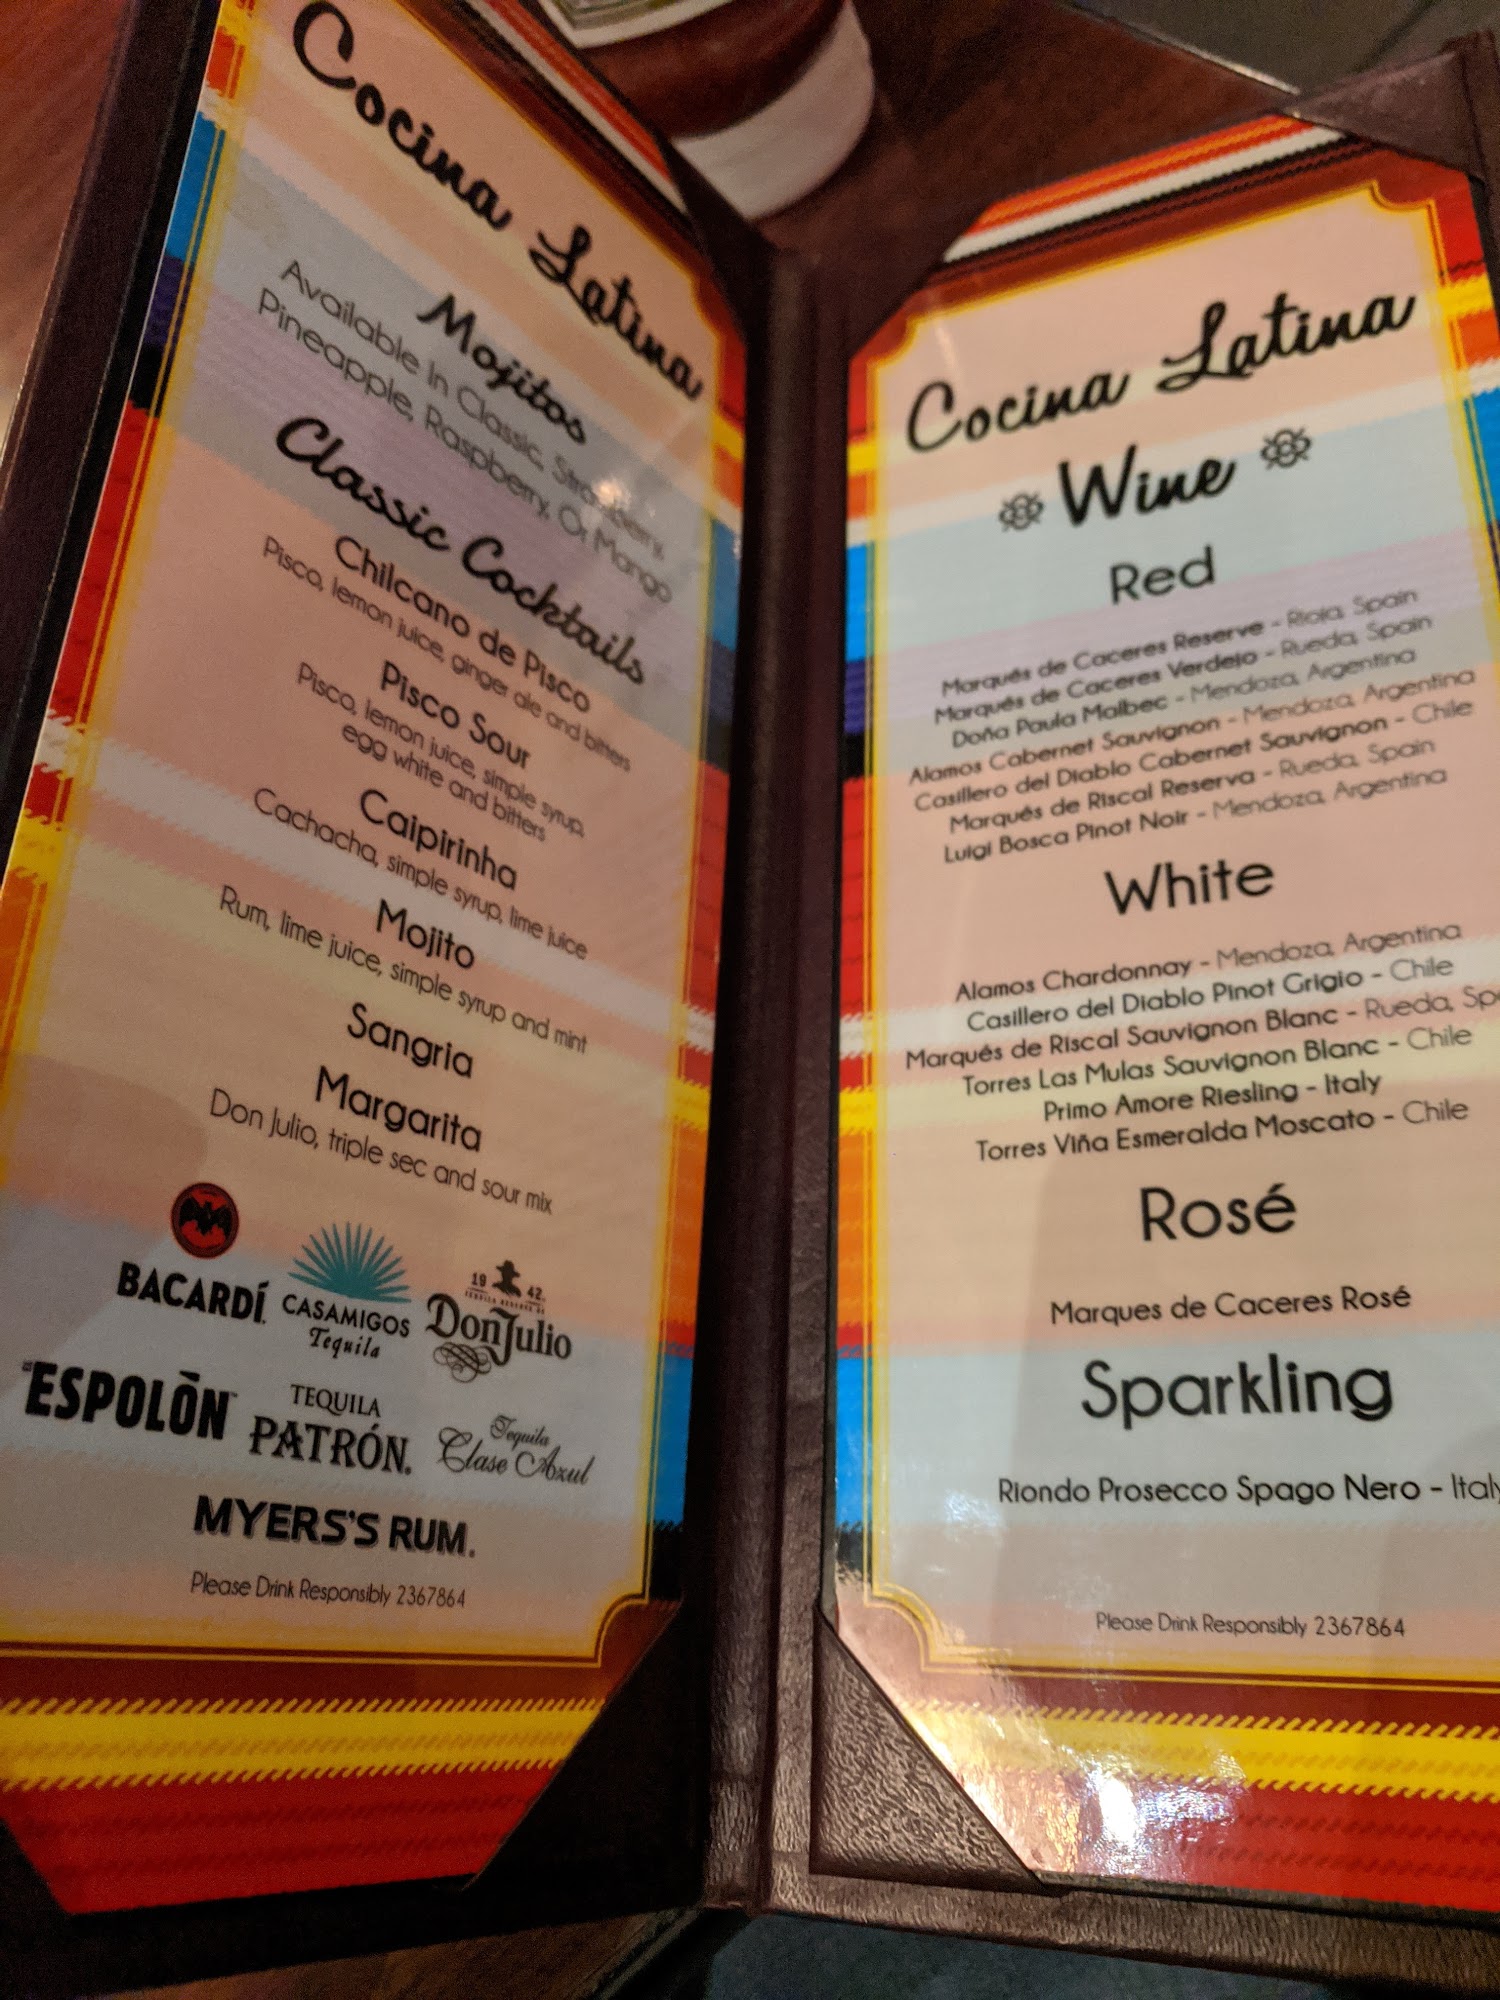 Cocina Latina
Mojitos
Available In Classic, Strawberry,
Pineapple, Raspberry, Or Mango
Classic Cocktails
Chilcano de Pisco
Pisco, lemon juice, ginger ale and bitters
Pisco Sour
Pisco, lemon juice, simple syrup,
egg white and bitters
Caipirinha
Cachacha, simple syrup, lime juice
Mojito
Rum, lime juice, simple syrup and mint
Sangria
Margarita
Don Julio, triple sec and sour mix
BACARDÍ
CASAMIGOS
Tequila
19 42
Don Julio
ESPOLÒN
TEQUILA
PATRÓN
Tequila
Clase Azul
MYERS'S RUM
Please Drink Responsibly 2367864
Cocina Latina
Wine
Red
Marqués de Caceres Reserve - Rioja, Spain
Marqués de Caceres Verdejo - Rueda, Spain
Doña Paula Malbec - Mendoza, Argentina
Alamos Cabernet Sauvignon - Mendoza, Argentina
Casillero del Diablo Cabernet Sauvignon - Chile
Marqués de Riscal Reserva - Rueda, Spain
Luigi Bosca Pinot Noir - Mendoza, Argentina
White
Alamos Chardonnay - Mendoza, Argentina
Casillero del Diablo Pinot Grigio - Chile
Marqués de Riscal Sauvignon Blanc - Rueda, Spa
Torres Las Mulas Sauvignon Blanc - Chile
Primo Amore Riesling - Italy
Torres Viña Esmeralda Moscato - Chile
Rosé
Marques de Caceres Rosé
Sparkling
Riondo Prosecco Spago Nero - Italy
Please Drink Responsibly 2367864